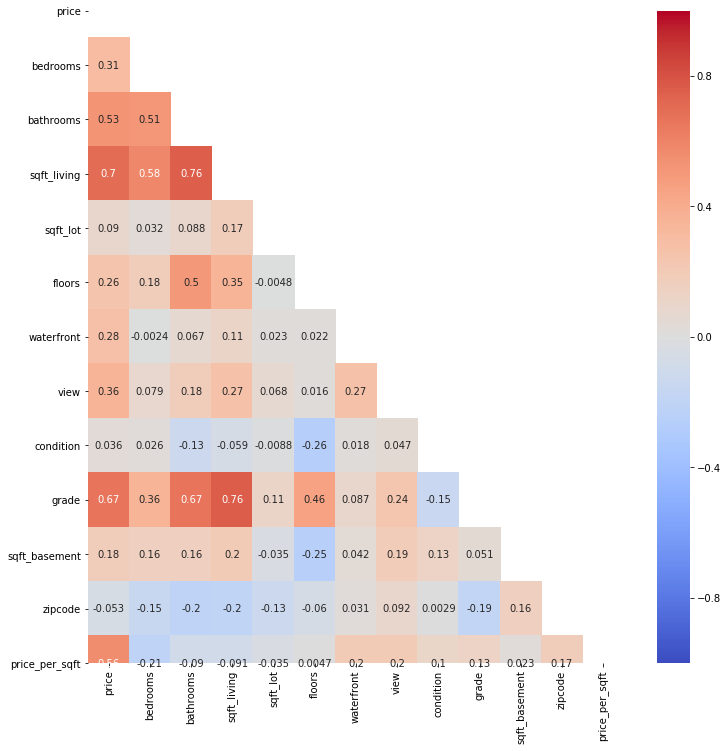 price
bedrooms 0.31
bathrooms 0.53 0.51
sqft_living 0.7 0.58 0.76
sqft_lot 0.09 0.032 0.088 0.17
floors 0.26 0.18 0.5 0.35 -0.0048
waterfront 0.28 -0.0024 0.067 0.11 0.023 0.022
view 0.36 0.079 0.18 0.27 0.068 0.016 0.27
condition 0.036 0.026 -0.13 -0.059 -0.0088 -0.26 0.018 0.047
grade 0.67 0.36 0.67 0.76 0.11 0.46 0.087 0.24 -0.15
sqft_basement 0.18 0.16 0.16 0.2 -0.035 -0.25 0.042 0.19 0.13 0.051
zipcode -0.053 -0.15 -0.2 -0.2 -0.13 -0.06 0.031 0.092 0.0029 -0.19 0.16
price_per_sqft 0.56 -0.21 -0.09 -0.091 -0.035 0.0047 0.2 0.2 0.1 0.13 0.023 0.17
price bedrooms bathrooms sqft_living sqft_lot floors waterfront view condition grade sqft_basement zipcode price_per_sqft
0.8
0.4
0.0
-0.4
-0.8